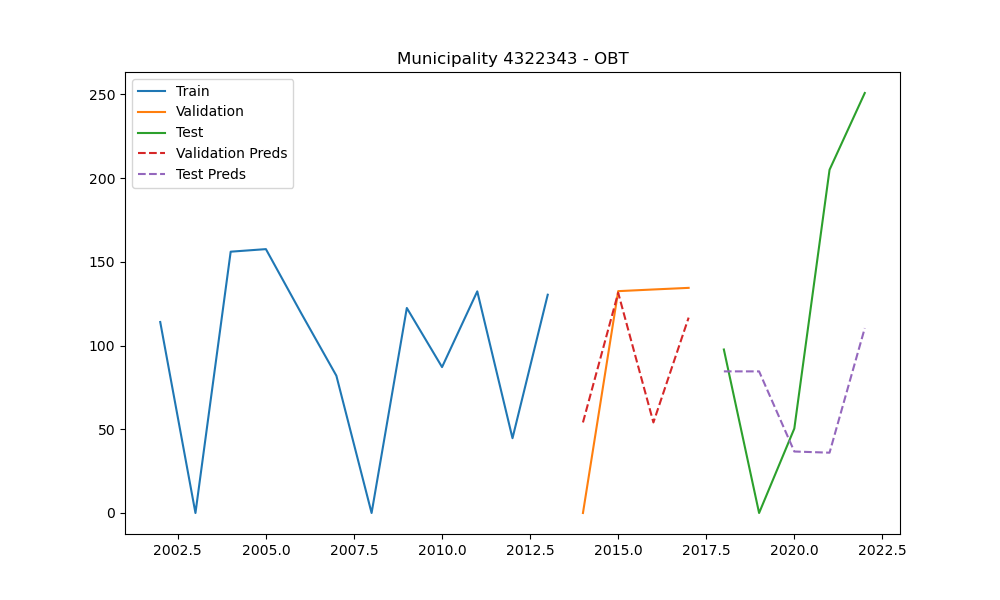 Municipality 4322343 - OBT
Train
Validation
Test
Validation Preds
Test Preds
250
200
150
100
50
0
2002.5 2005.0 2007.5 2010.0 2012.5 2015.0 2017.5 2020.0 2022.5